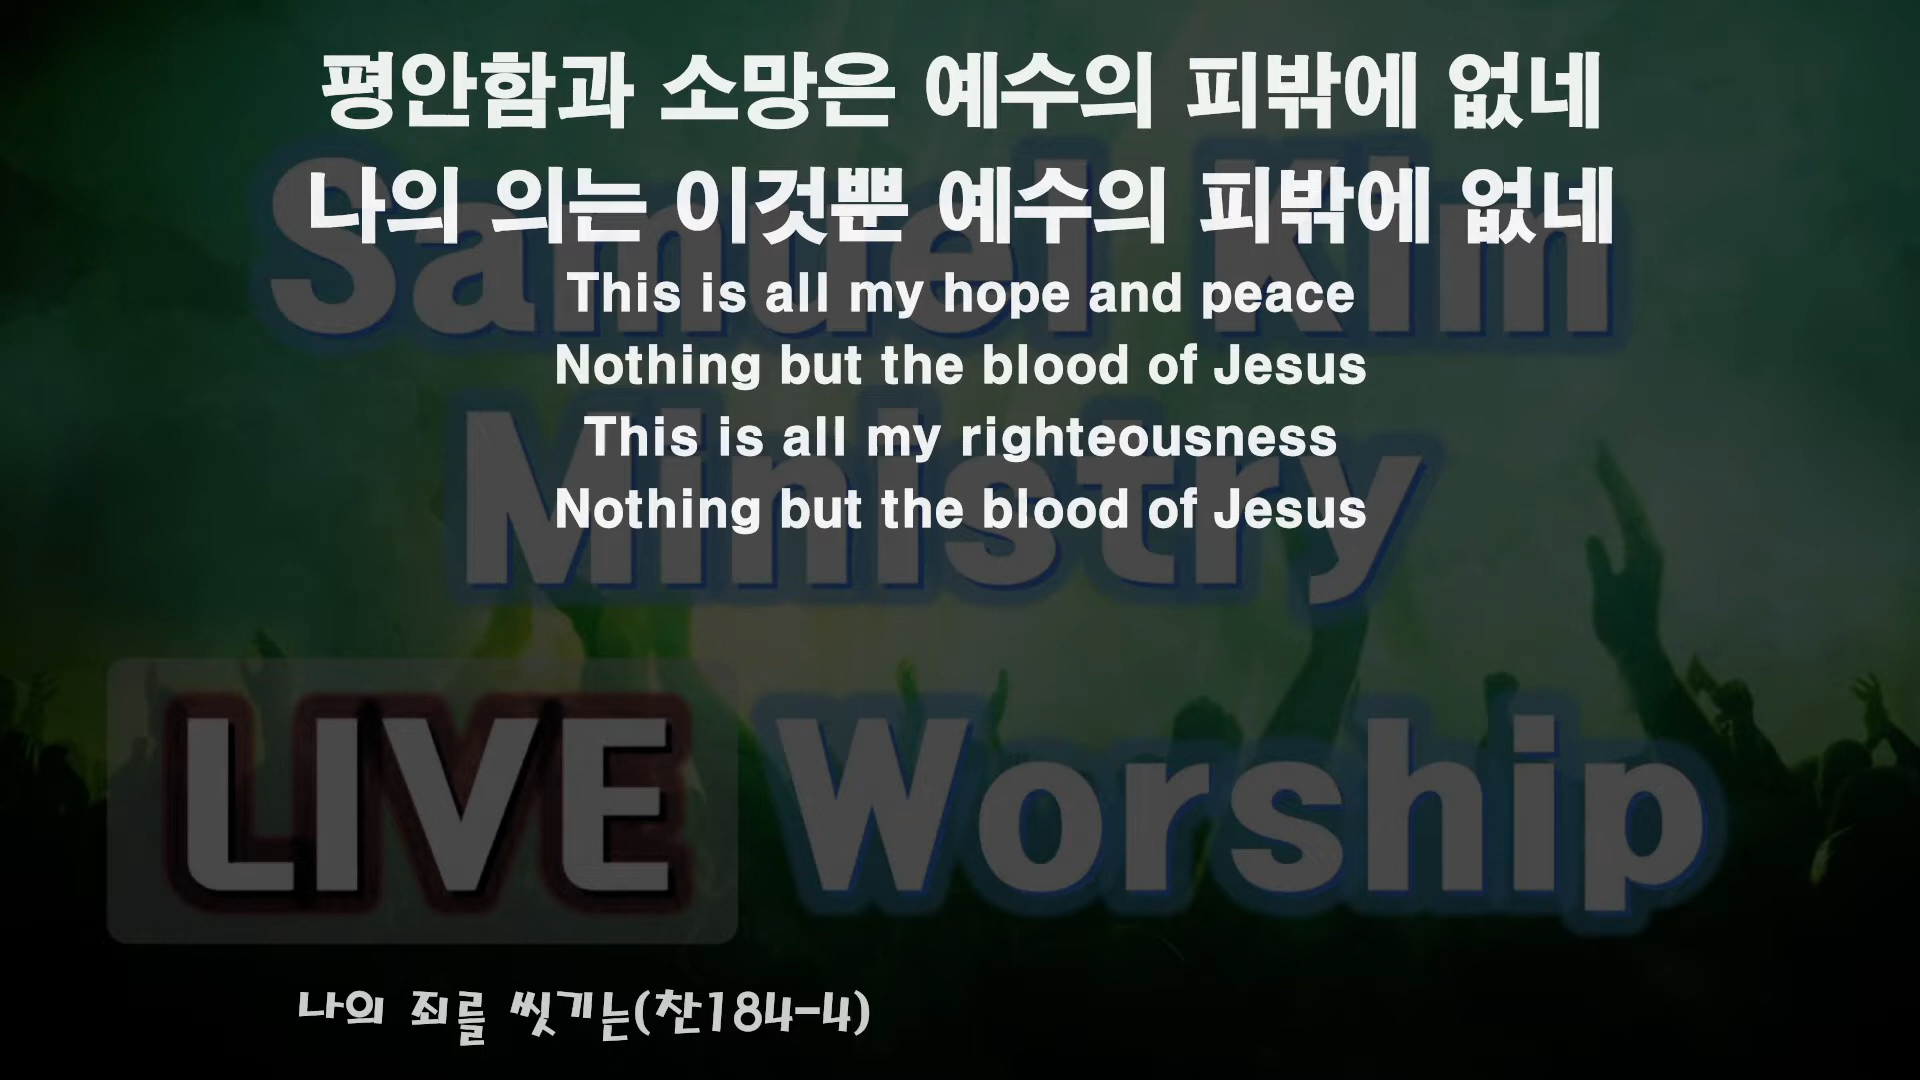 평안함과 소망은 예수의 피밖에 없네
나의 의는 이것뿐 예수의 피밖에 없네
This is all my hope and peace
Nothing but the blood of Jesus
This is all my righteousness
Nothing but the blood of Jesus
Samuel Kim
Ministry
LIVE Worship
나의 죄를 씻기는(찬184-4)